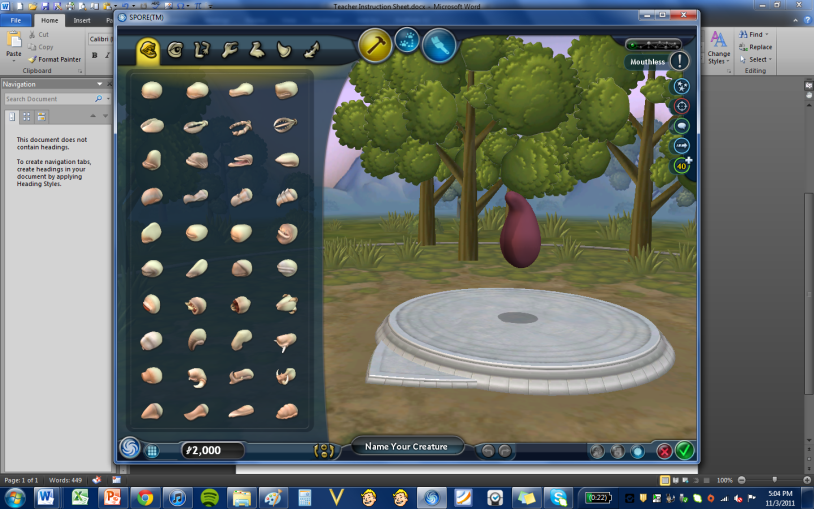 Teacher Instruction Sheet.docx - Microsoft Word
SPORE(TM)
File
Home
Insert
Cut
Copy
Paste
Format Painter
Clipboard
Calibri
B
I
Change
Styles
Find
Replace
Select
Editing
Navigation
Search Document
This document does not
contain headings.
To create navigation tabs,
create headings in your
document by applying
Heading Styles.
Mouthless
!
40
2,000
Name Your Creature
Page: 1 of 1
Words: 449
100%
(0:22)
5:04 PM
11/3/2011